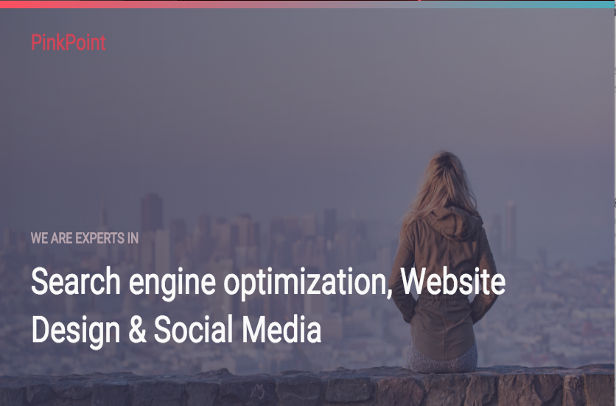 PinkPoint
WE ARE EXPERTS IN
Search engine optimization, Website
Design & Social Media